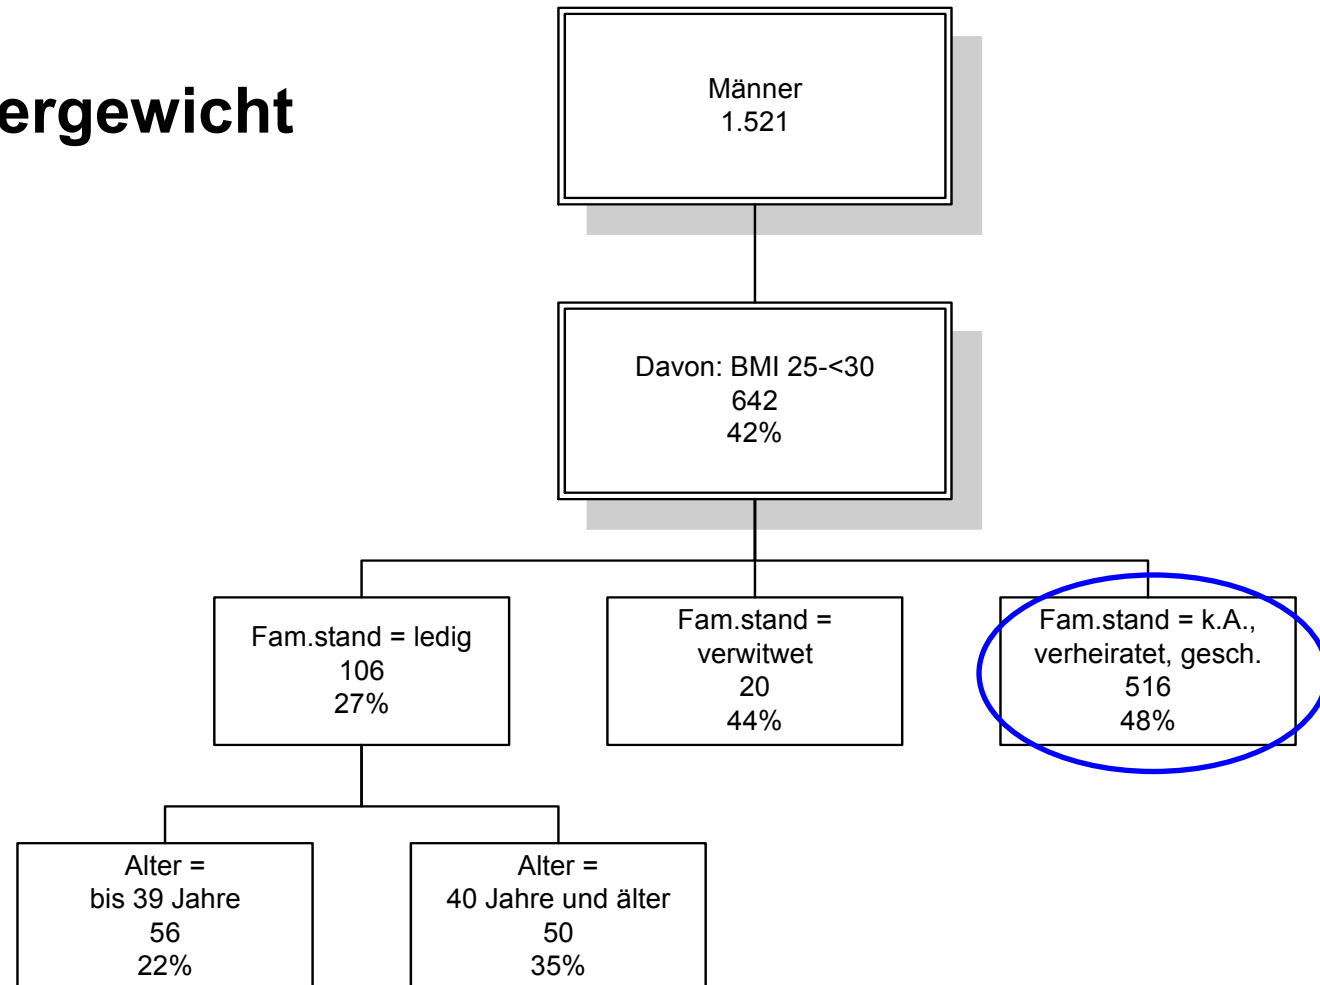 ergewicht
Männer
1.521
Davon: BMI 25-<30
642
42%
Fam.stand = ledig
106
27%
Fam.stand =
verwitwet
20
44%
Fam.stand = k.A.,
verheiratet, gesch.
516
48%
Alter =
bis 39 Jahre
56
22%
Alter =
40 Jahre und älter
50
35%